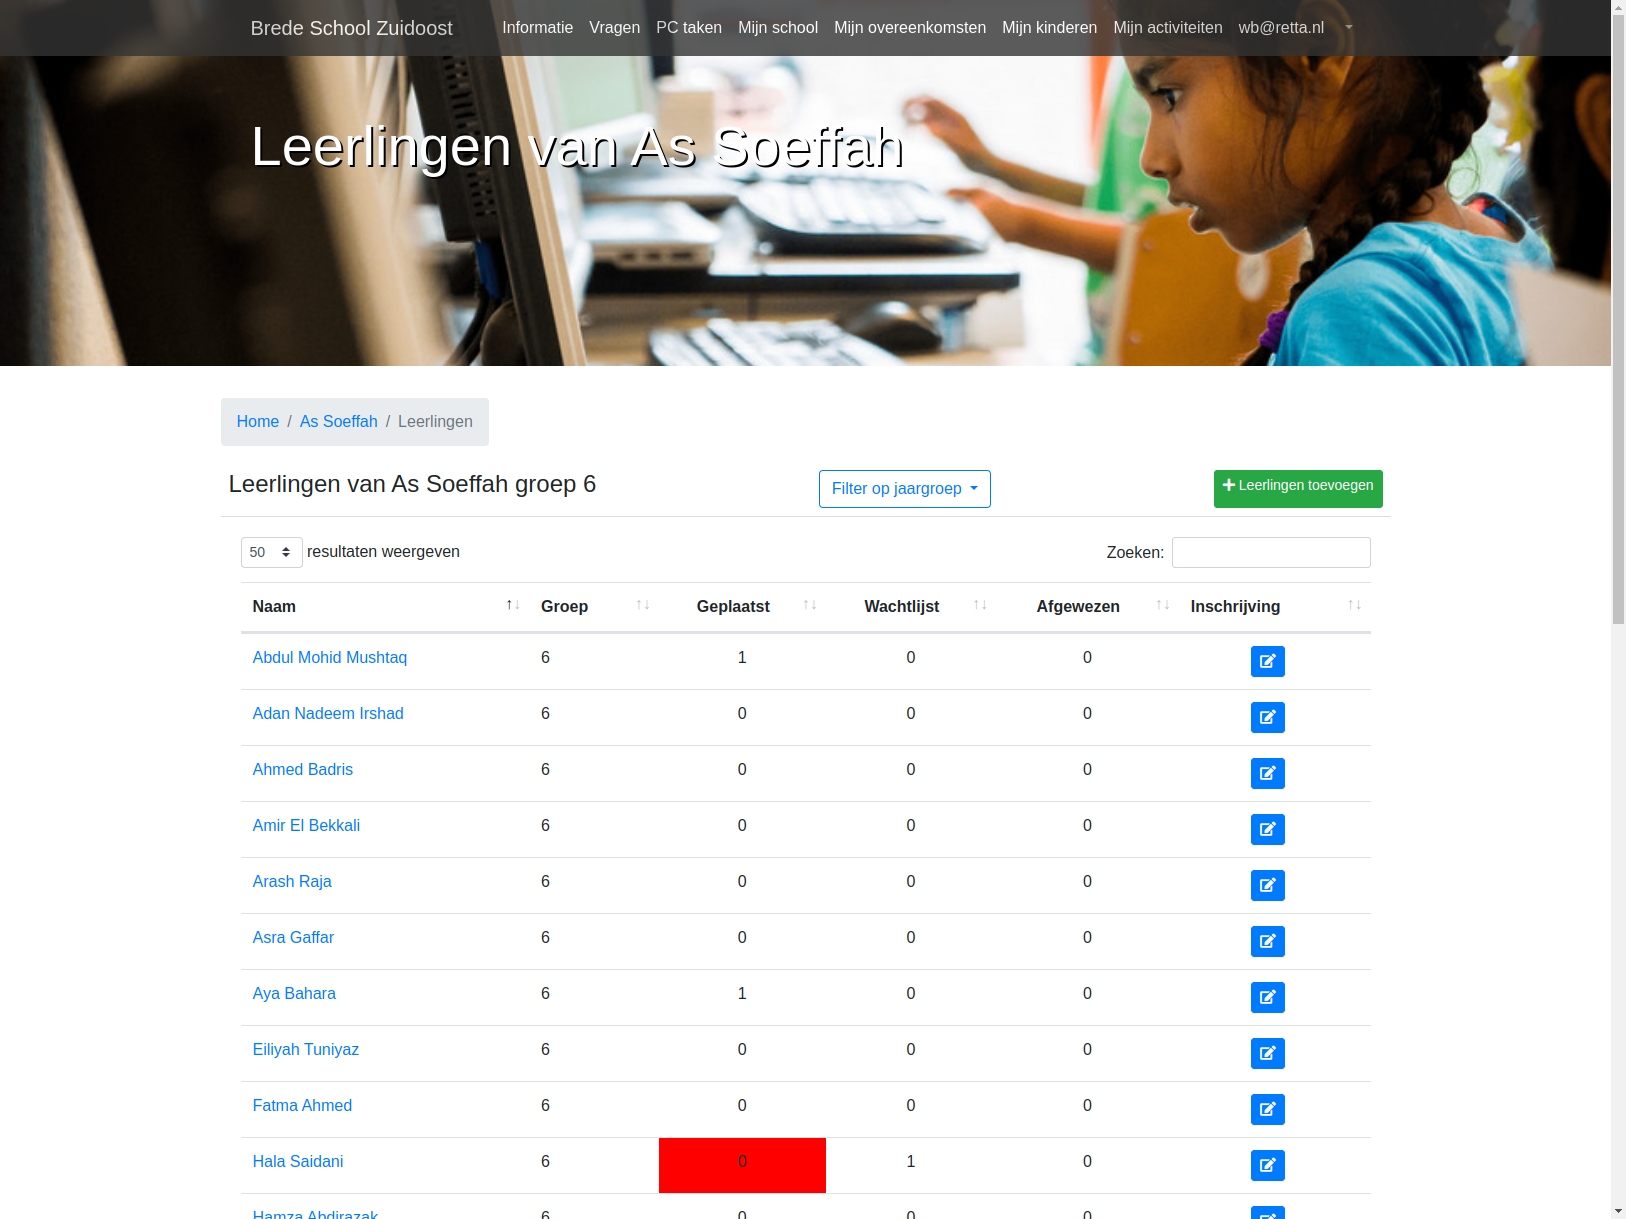 Brede School Zuidoost Informatie Vragen PC taken Mijn school Mijn overeenkomsten Mijn kinderen Mijn activiteiten wb@retta.nl
Leerlingen van As Soeffah
Home / As Soeffah / Leerlingen
Leerlingen van As Soeffah groep 6 Filter op jaargroep Leerlingen toevoegen
50 resultaten weergeven Zoeken:
Naam Groep Geplaatst Wachtlijst Afgewezen Inschrijving
Abdul Mohid Mushtaq 6 1 0 0
Adan Nadeem Irshad 6 0 0 0
Ahmed Badris 6 0 0 0
Amir El Bekkali 6 0 0 0
Arash Raja 6 0 0 0
Asra Gaffar 6 0 0 0
Aya Bahara 6 1 0 0
Eiliyah Tuniyaz 6 0 0 0
Fatma Ahmed 6 0 0 0
Hala Saidani 6 0 1 0
Hamza Abdirazak 6 0 0 0